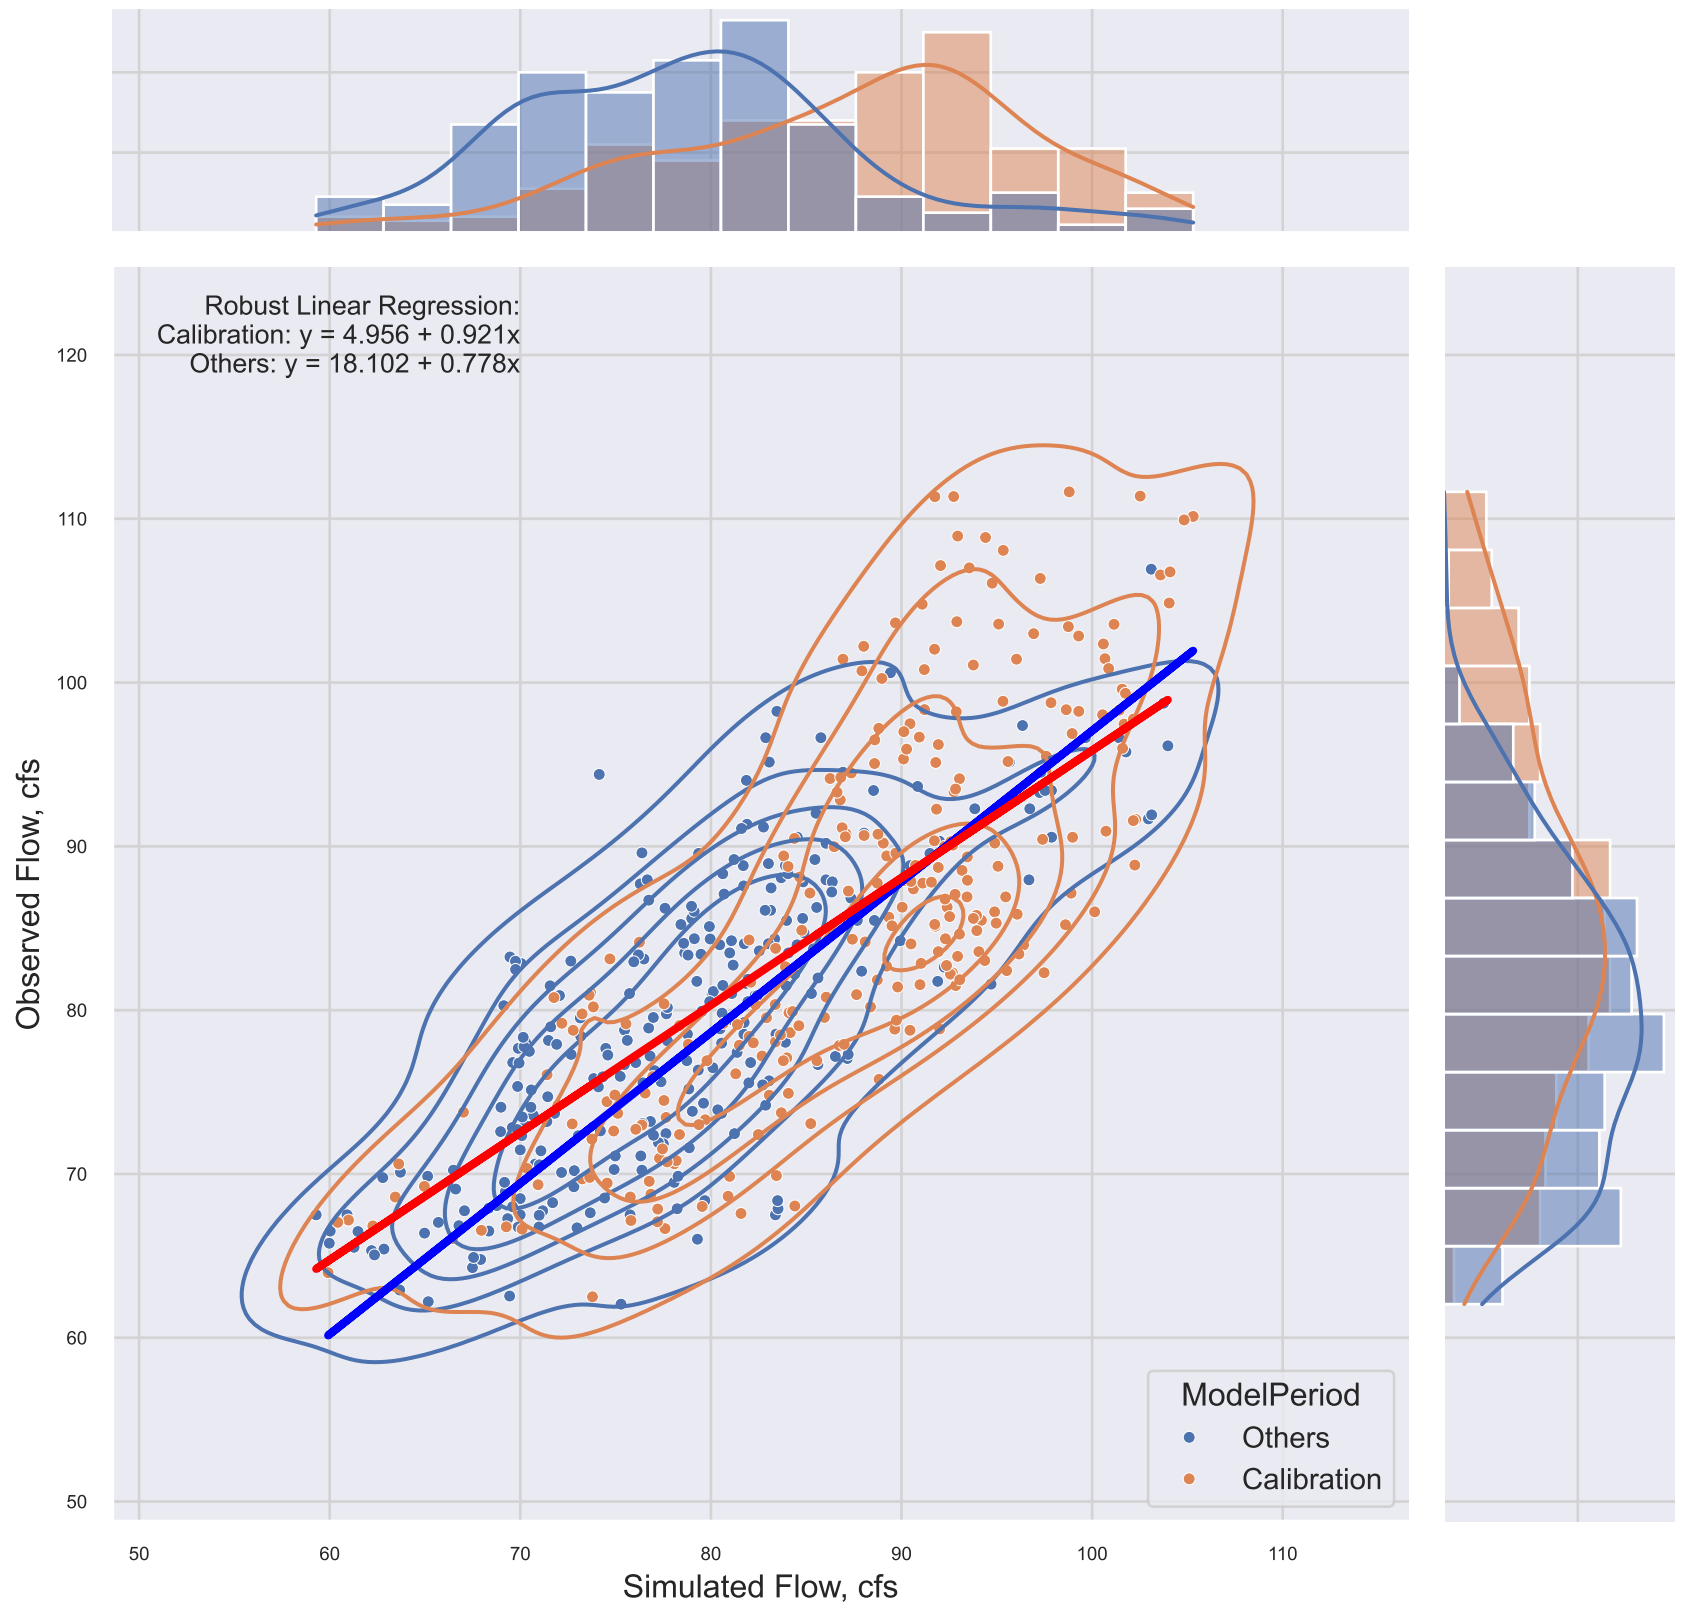 Robust Linear Regression:
Calibration: y = 4.956 + 0.921x
Others: y = 18.102 + 0.778x
Observed Flow, cfs
120
110
100
90
80
70
60
50
ModelPeriod
Others
Calibration
50 60 70 80 90 100 110
Simulated Flow, cfs